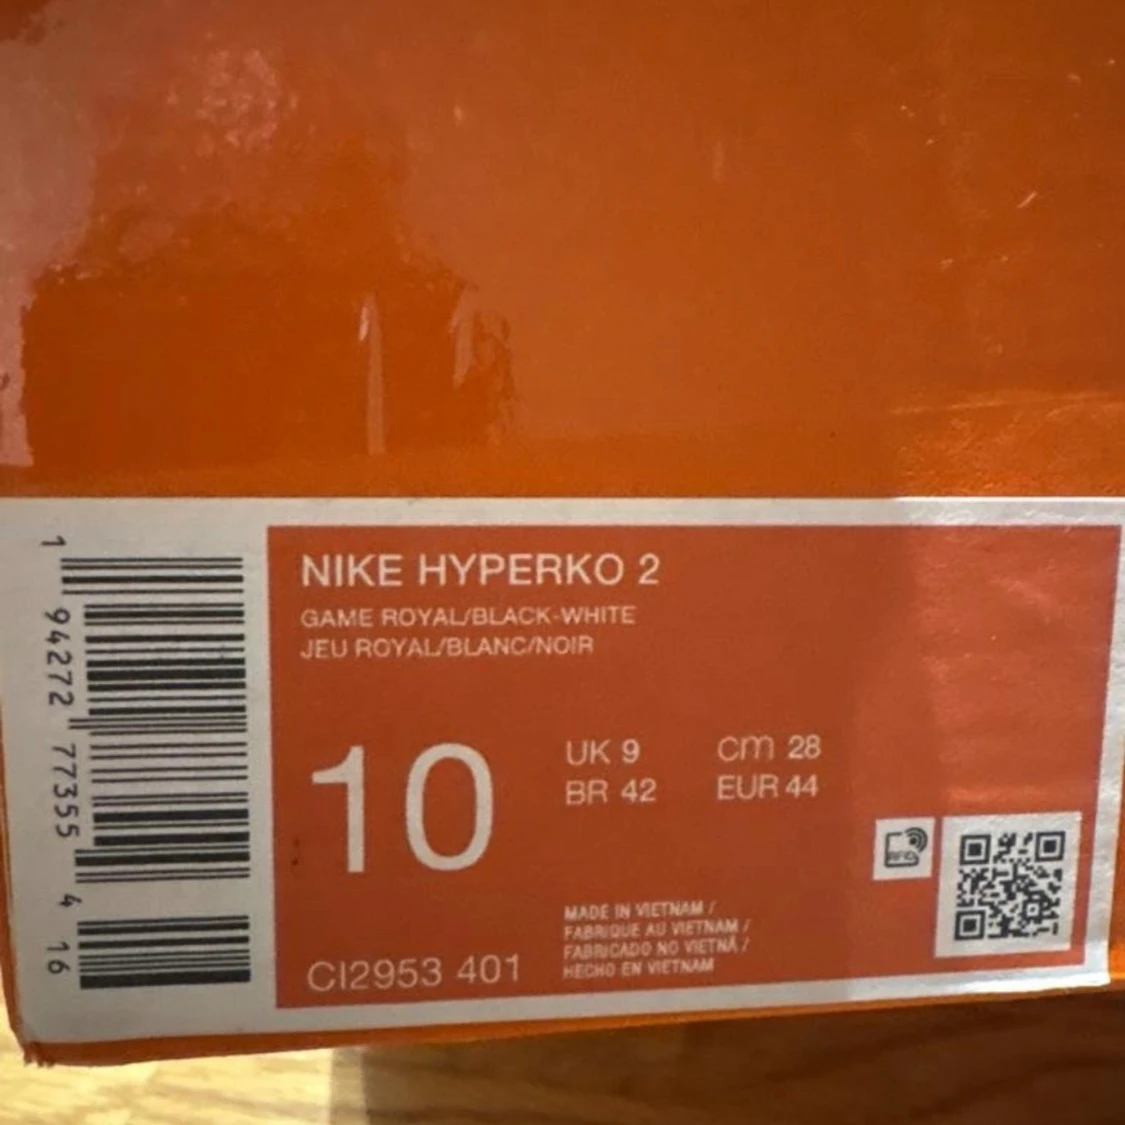 1 94272 77355 4 16
NIKE HYPERKO 2
GAME ROYAL/BLACK-WHITE
JEU ROYAL/BLANC/NOIR
10
UK 9 cm 28
BR 42 EUR 44
RFID
MADE IN VIETNAM /
FABRIQUE AU VIETNAM /
FABRICADO NO VIETNÃ /
HECHO EN VIETNAM
CI2953 401